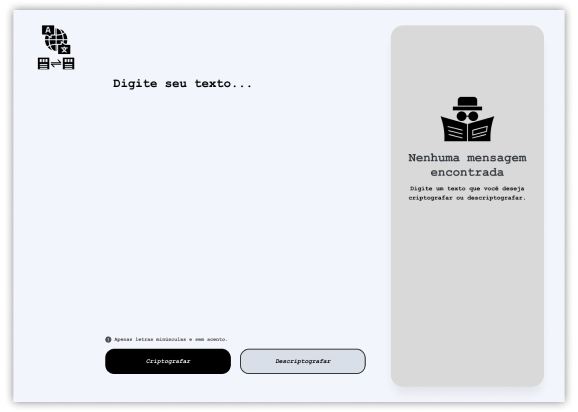 A
文
Digite seu texto...
Nenhuma mensagem
encontrada
Digite um texto que você deseja
criptografar ou descriptografar.
Apenas letras minúsculas e sem acento.
Criptografar
Descriptografar